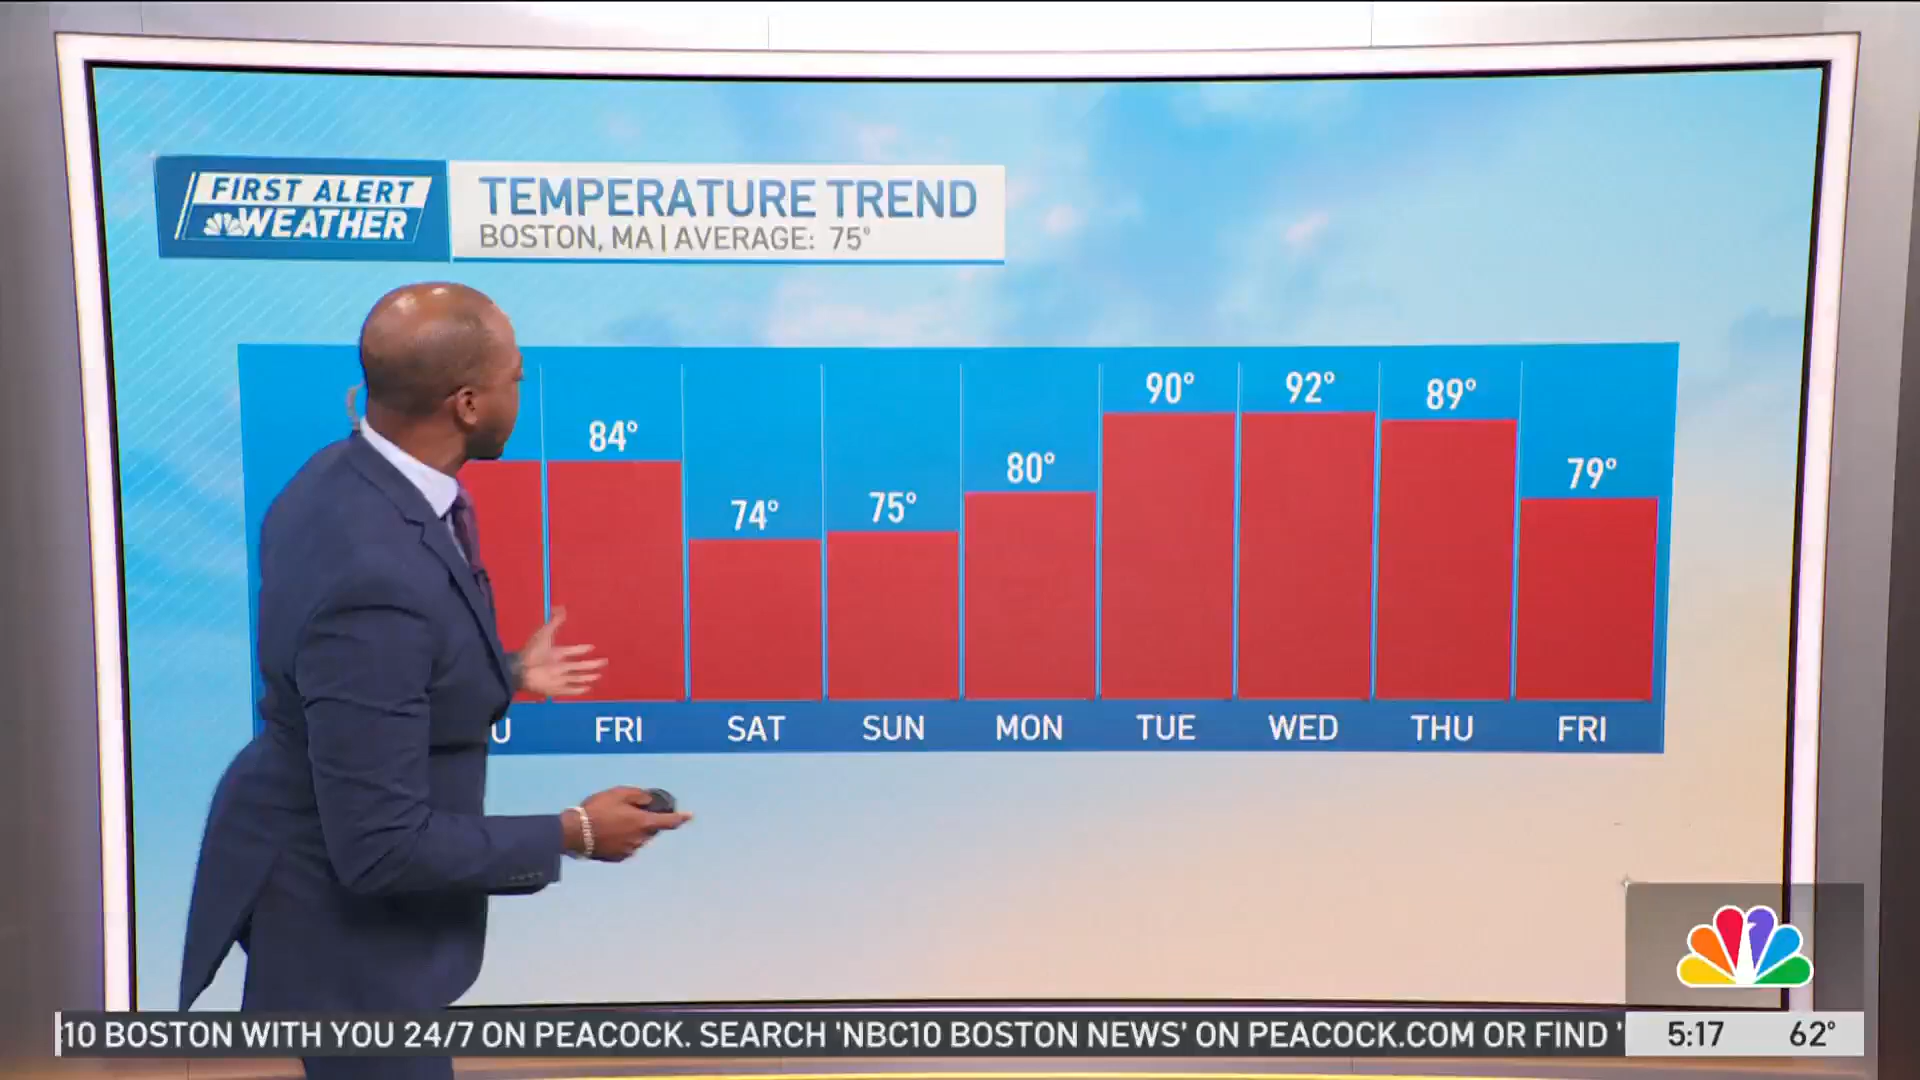 FIRST ALERT
WEATHER
TEMPERATURE TREND
BOSTON, MA | AVERAGE: 75°
84°
74°
75°
80°
90°
92°
89°
79°
U
FRI
SAT
SUN
MON
TUE
WED
THU
FRI
10 BOSTON WITH YOU 24/7 ON PEACOCK. SEARCH 'NBC10 BOSTON NEWS' ON PEACOCK.COM OR FIND '
5:17
62°